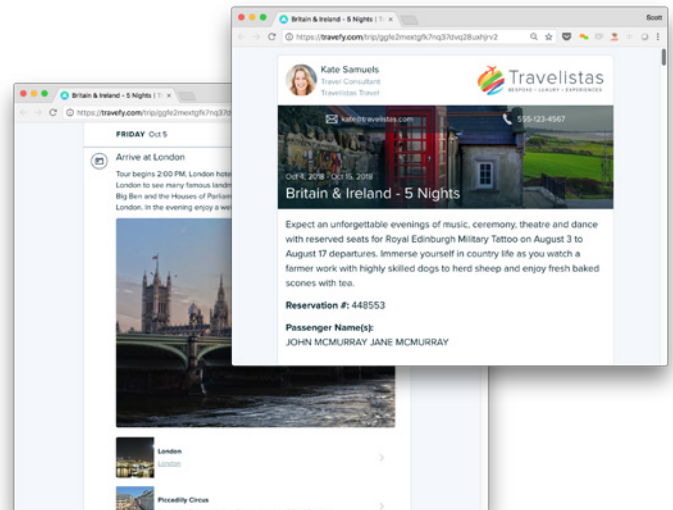 Britain & Ireland - 5 Nights | Tr
Scott
https://travefy.com/trip/ggfe2mextgfk7nq37dvq28uxhjrv2
Kate Samuels
Travel Consultant
Travelistas Travel
Travelistas
BESPOKE • LUXURY • EXPERIENCES
kate@travelistas.com
555-123-4567
Oct 4, 2018 - Oct 15, 2018
Britain & Ireland - 5 Nights
Expect an unforgettable evenings of music, ceremony, theatre and dance
with reserved seats for Royal Edinburgh Military Tattoo on August 3 to
August 17 departures. Immerse yourself in country life as you watch a
farmer work with highly skilled dogs to herd sheep and enjoy fresh baked
scones with tea.
Reservation #: 448553
Passenger Name(s):
JOHN MCMURRAY JANE MCMURRAY
Britain & Ireland - 5 Nights | Tr
https://travefy.com/trip/ggfe2mextgfk7nq37d
FRIDAY Oct 5
Arrive at London
Tour begins 2:00 PM, London hote
London to see many famous landm
Big Ben and the Houses of Parliam
London. In the evening enjoy a we
London
London
Piccadilly Circus